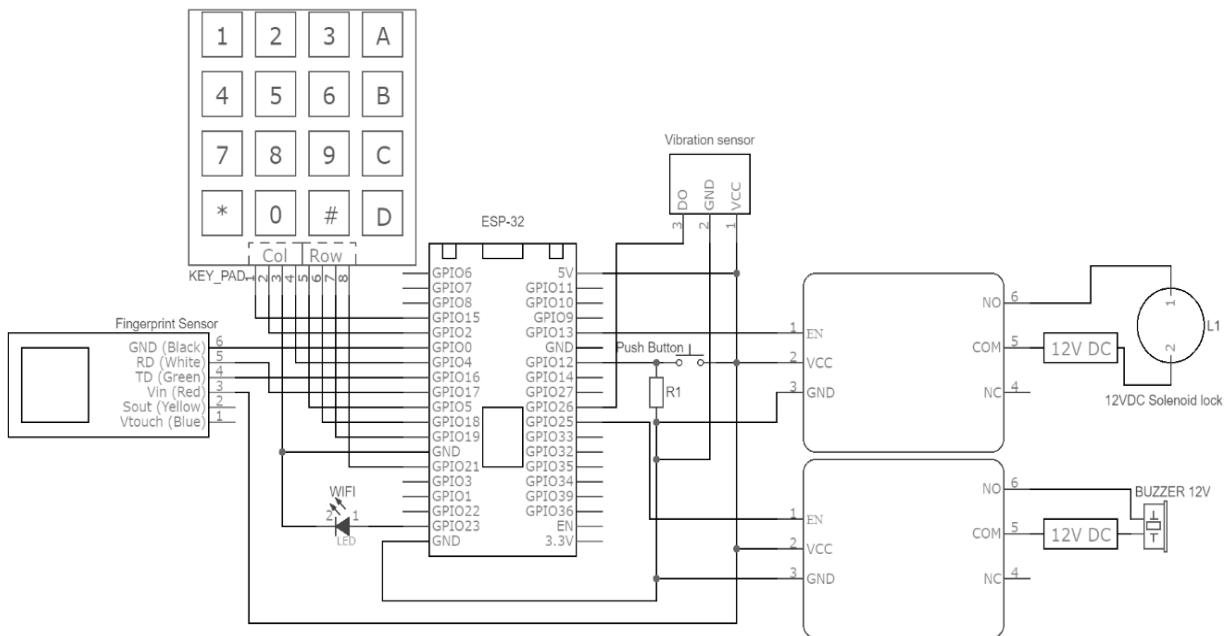 1 2 3 A
4 5 6 B
7 8 9 C
* 0 # D
Col Row
KEY_PAD
1 2 3 4 5 6 7 8
Fingerprint Sensor
GND (Black) 6
RD (White) 5
TD (Green) 4
Vin (Red) 3
Sout (Yellow) 2
Vtouch (Blue) 1
WIFI
2 1
LED
ESP-32
GPIO6 5V
GPIO7 GPIO11
GPIO8 GPIO10
GPIO15 GPIO9
GPIO2 GPIO13
GPIO0 GND
GPIO4 GPIO12
GPIO16 GPIO14
GPIO17 GPIO27
GPIO5 GPIO26
GPIO18 GPIO25
GPIO19 GPIO33
GND GPIO32
GPIO21 GPIO35
GPIO3 GPIO34
GPIO1 GPIO39
GPIO22 GPIO36
GPIO23 EN
GND 3.3V
Vibration sensor
DO GND VCC
3 2 1
Push Button
R1
1 EN
2 VCC
3 GND
NO 6
COM 5
NC 4
12V DC
1
2
L1
12VDC Solenoid lock
1 EN
2 VCC
3 GND
NO 6
COM 5
NC 4
12V DC
BUZZER 12V